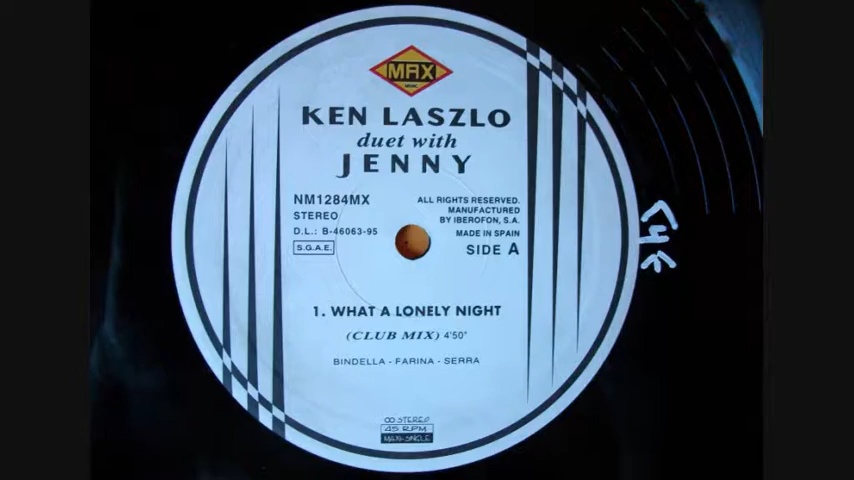 MAX
MUSIC
KEN LASZLO
duet with
JENNY
NM1284MX
STEREO
D.L.: B-46063-95
S.G.A.E.
ALL RIGHTS RESERVED.
MANUFACTURED
BY IBEROFON, S.A.
MADE IN SPAIN
SIDE A
1. WHAT A LONELY NIGHT
(CLUB MIX) 4'50"
BINDELLA - FARINA - SERRA
STEREO
45 RPM
MAXI-SINGLE